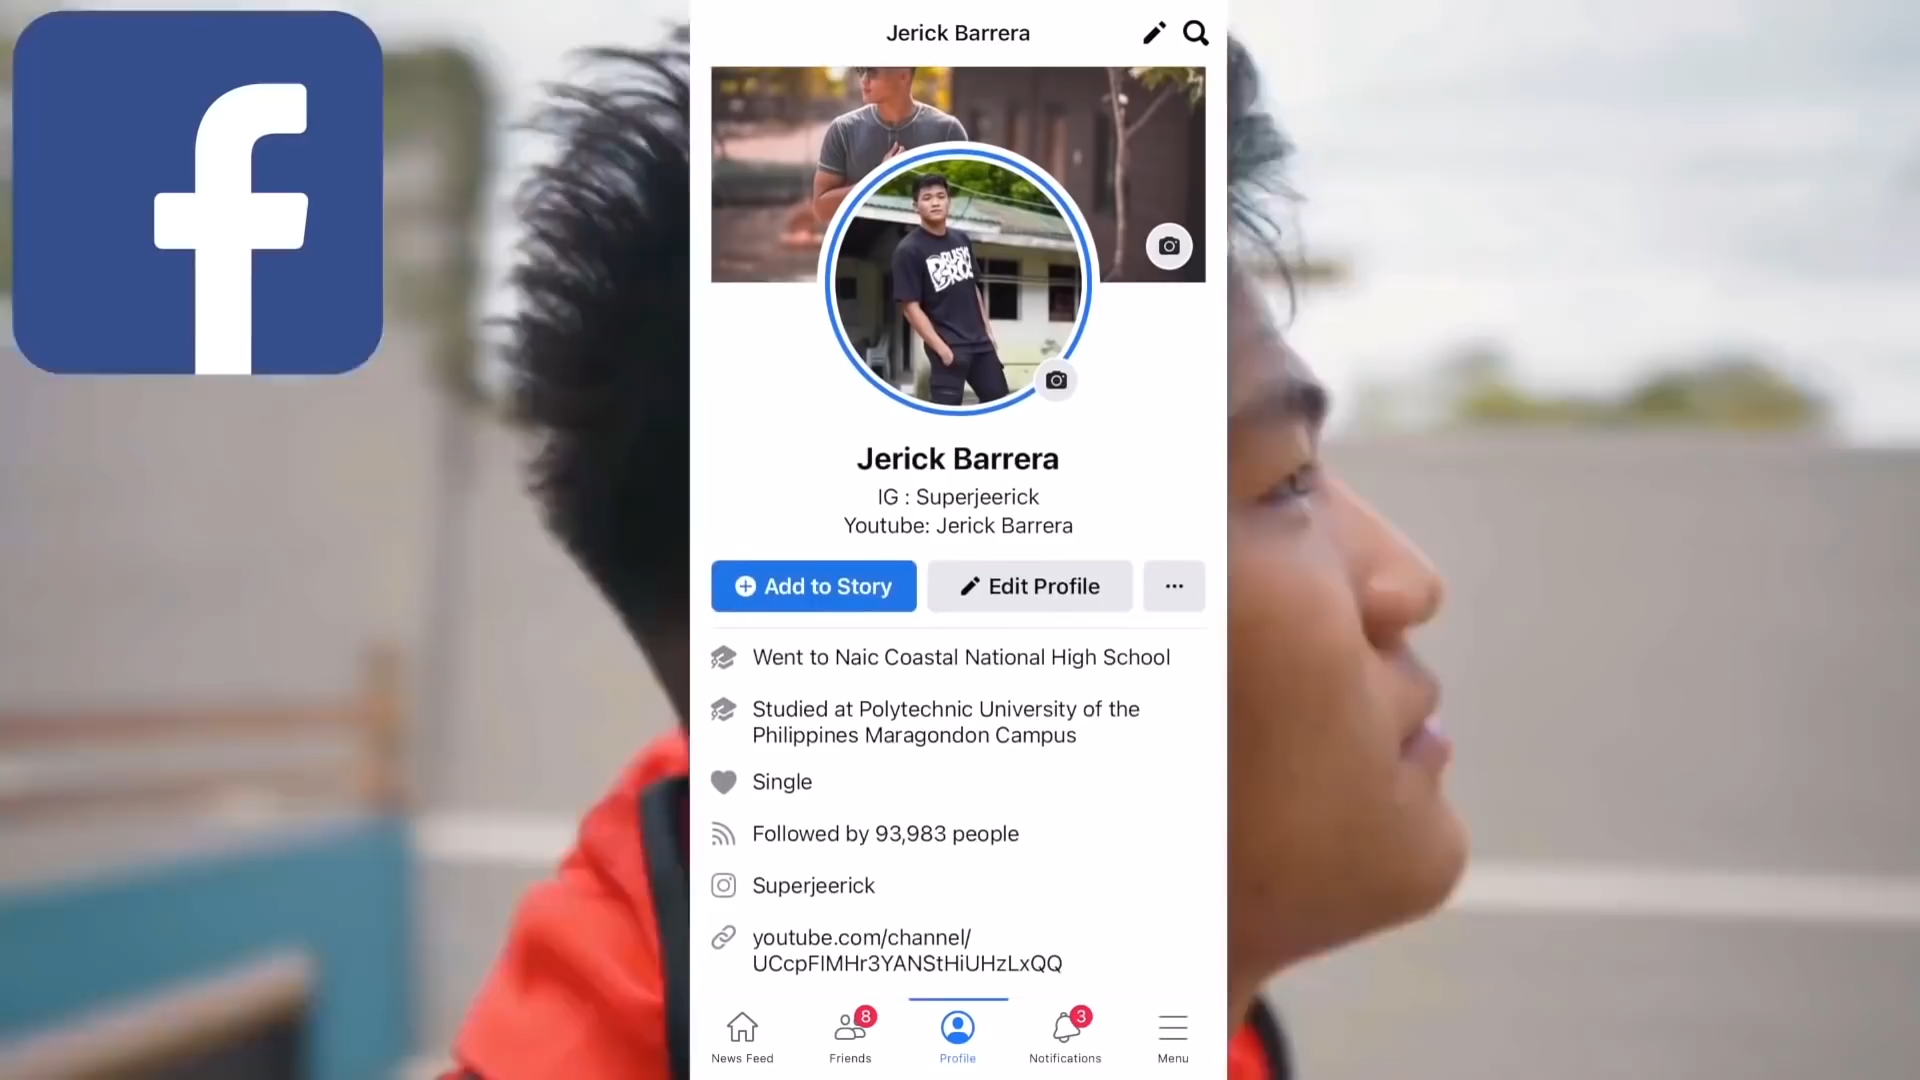 Jerick Barrera
BUSY
BRO
Jerick Barrera
IG : Superjeerick
Youtube: Jerick Barrera
Add to Story
Edit Profile
Went to Naic Coastal National High School
Studied at Polytechnic University of the
Philippines Maragondon Campus
Single
Followed by 93,983 people
Superjeerick
youtube.com/channel/
UCcpFIMHr3YANStHiUHzLxQQ
8
3
News Feed
Friends
Profile
Notifications
Menu